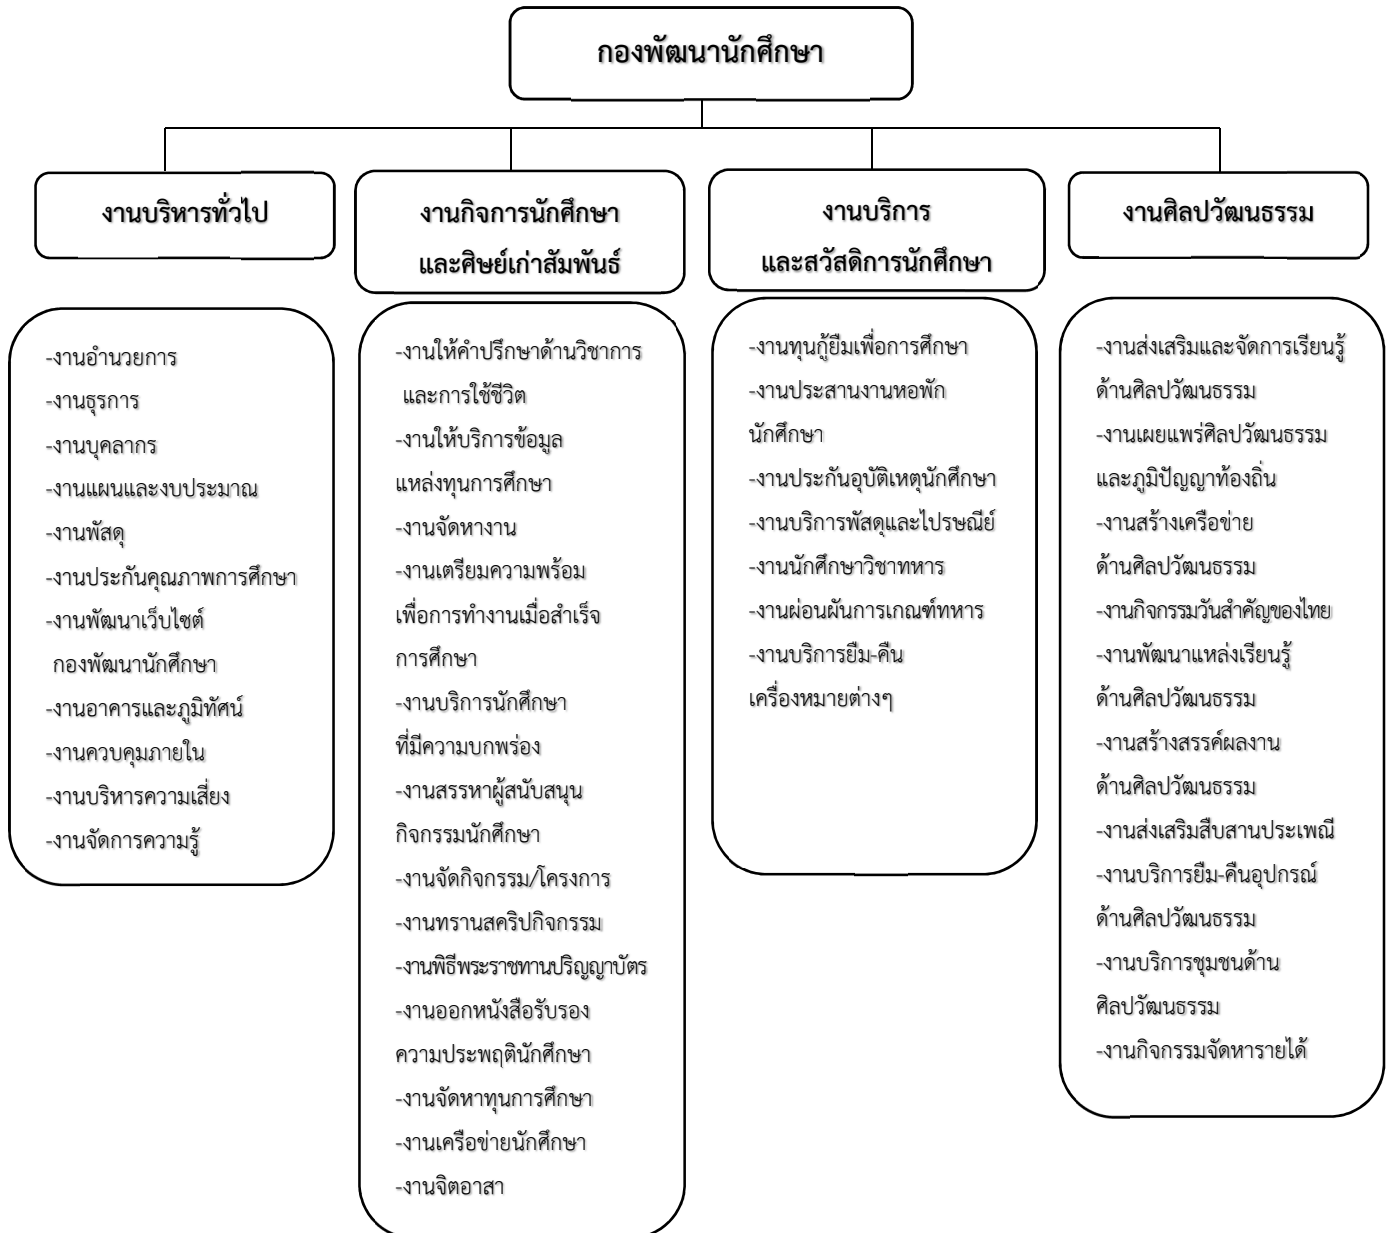 กองพัฒนานักศึกษา
งานบริหารทั่วไป
งานกิจการนักศึกษา
และศิษย์เก่าสัมพันธ์
งานบริการ
และสวัสดิการนักศึกษา
งานศิลปวัฒนธรรม
-งานอำนวยการ
-งานธุรการ
-งานบุคลากร
-งานแผนและงบประมาณ
-งานพัสดุ
-งานประกันคุณภาพการศึกษา
-งานพัฒนาเว็บไซต์
กองพัฒนานักศึกษา
-งานอาคารและภูมิทัศน์
-งานควบคุมภายใน
-งานบริหารความเสี่ยง
-งานจัดการความรู้
-งานให้คำปรึกษาด้านวิชาการ
และการใช้ชีวิต
-งานให้บริการข้อมูล
แหล่งทุนการศึกษา
-งานจัดหางาน
-งานเตรียมความพร้อม
เพื่อการทำงานเมื่อสำเร็จ
การศึกษา
-งานบริการนักศึกษา
ที่มีความบกพร่อง
-งานสรรหาผู้สนับสนุน
กิจกรรมนักศึกษา
-งานจัดกิจกรรม/โครงการ
-งานทรานสคริปกิจกรรม
-งานพิธีพระราชทานปริญญาบัตร
-งานออกหนังสือรับรอง
ความประพฤตินักศึกษา
-งานจัดหาทุนการศึกษา
-งานเครือข่ายนักศึกษา
-งานจิตอาสา
-งานทุนกู้ยืมเพื่อการศึกษา
-งานประสานงานหอพัก
นักศึกษา
-งานประกันอุบัติเหตุนักศึกษา
-งานบริการพัสดุและไปรษณีย์
-งานนักศึกษาวิชาทหาร
-งานผ่อนผันการเกณฑ์ทหาร
-งานบริการยืม-คืน
เครื่องหมายต่างๆ
-งานส่งเสริมและจัดการเรียนรู้
ด้านศิลปวัฒนธรรม
-งานเผยแพร่ศิลปวัฒนธรรม
และภูมิปัญญาท้องถิ่น
-งานสร้างเครือข่าย
ด้านศิลปวัฒนธรรม
-งานกิจกรรมวันสำคัญของไทย
-งานพัฒนาแหล่งเรียนรู้
ด้านศิลปวัฒนธรรม
-งานสร้างสรรค์ผลงาน
ด้านศิลปวัฒนธรรม
-งานส่งเสริมสืบสานประเพณี
-งานบริการยืม-คืนอุปกรณ์
ด้านศิลปวัฒนธรรม
-งานบริการชุมชนด้าน
ศิลปวัฒนธรรม
-งานกิจกรรมจัดหารายได้